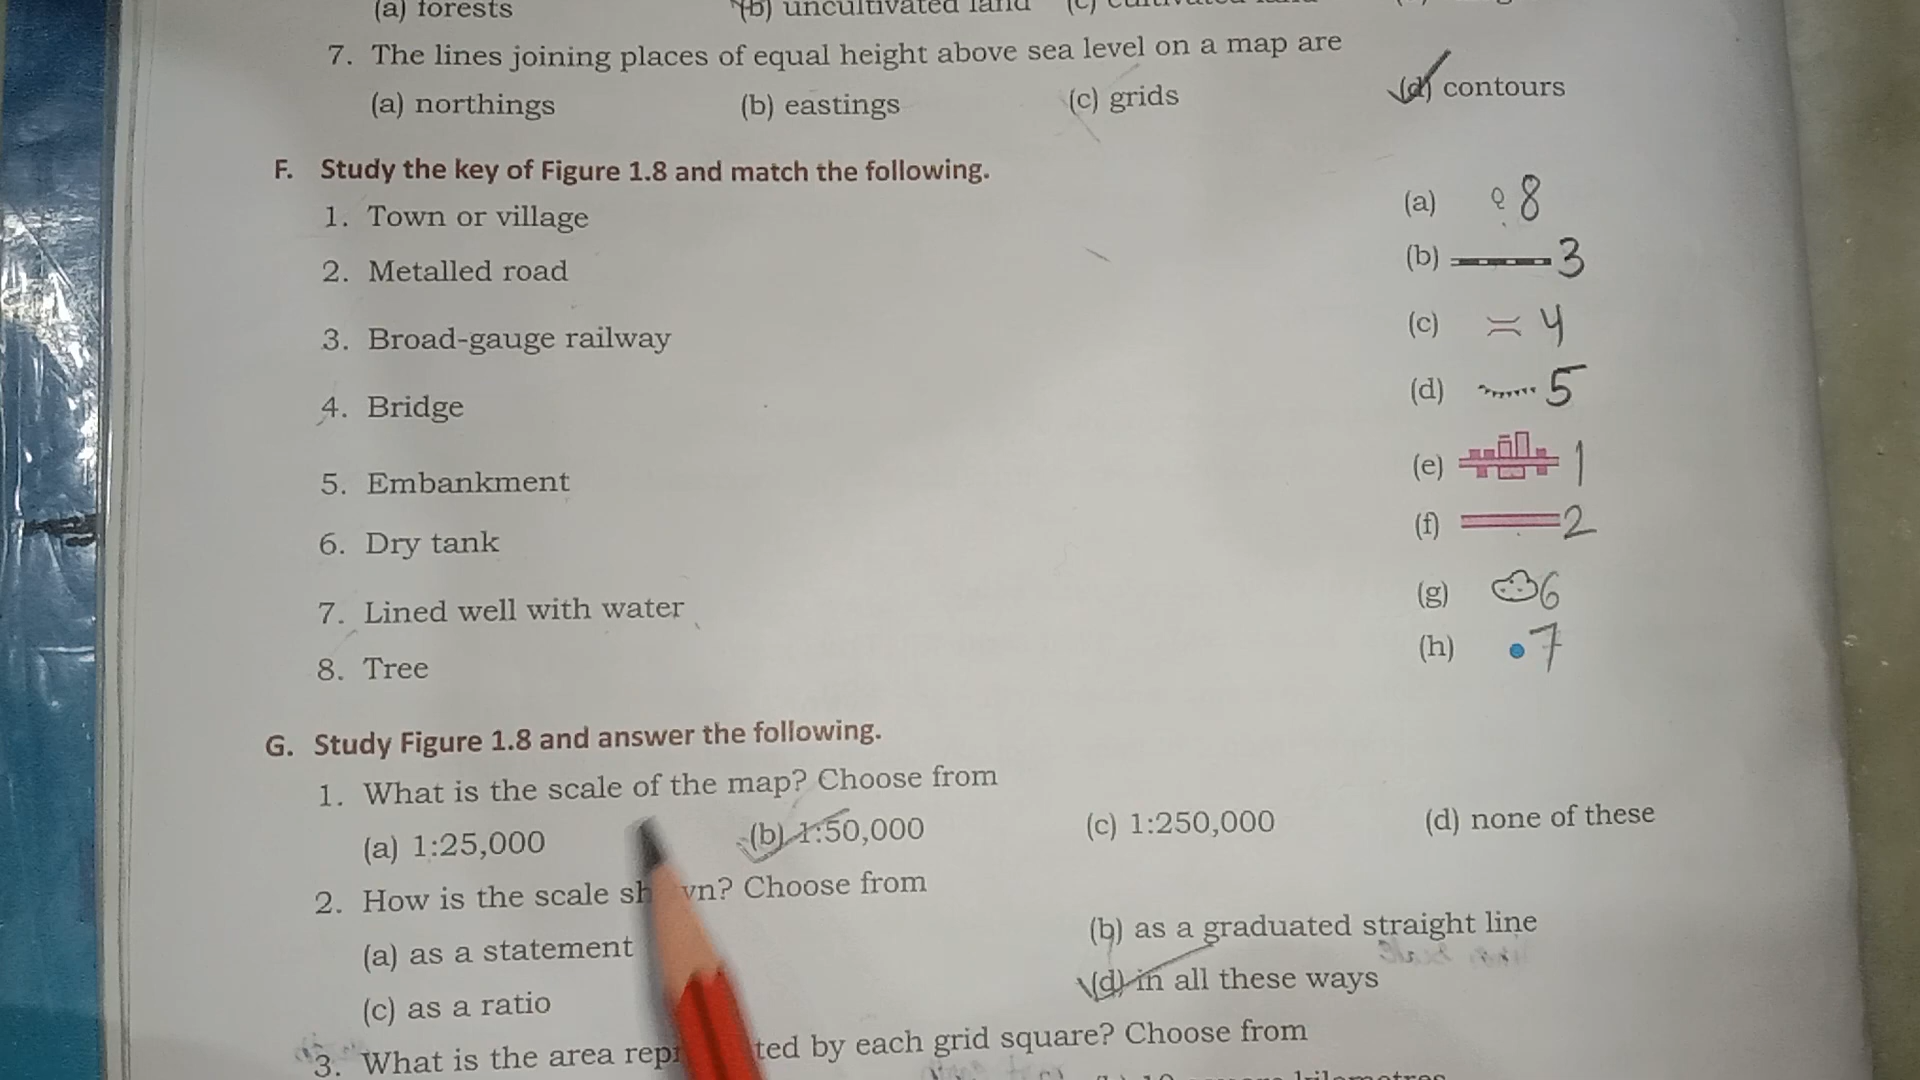 (a) forests (b) uncultivated land (c)
7. The lines joining places of equal height above sea level on a map are
(a) northings (b) eastings (c) grids (d) contours
F. Study the key of Figure 1.8 and match the following.
1. Town or village (a) 8
2. Metalled road (b) 3
3. Broad-gauge railway (c) 4
4. Bridge (d) 5
5. Embankment (e) 1
6. Dry tank (f) 2
7. Lined well with water (g) 6
8. Tree (h) 7
G. Study Figure 1.8 and answer the following.
1. What is the scale of the map? Choose from
(a) 1:25,000 (b) 1:50,000 (c) 1:250,000 (d) none of these
2. How is the scale shown? Choose from
(a) as a statement (b) as a graduated straight line
(c) as a ratio (d) in all these ways
3. What is the area by each grid square? Choose from